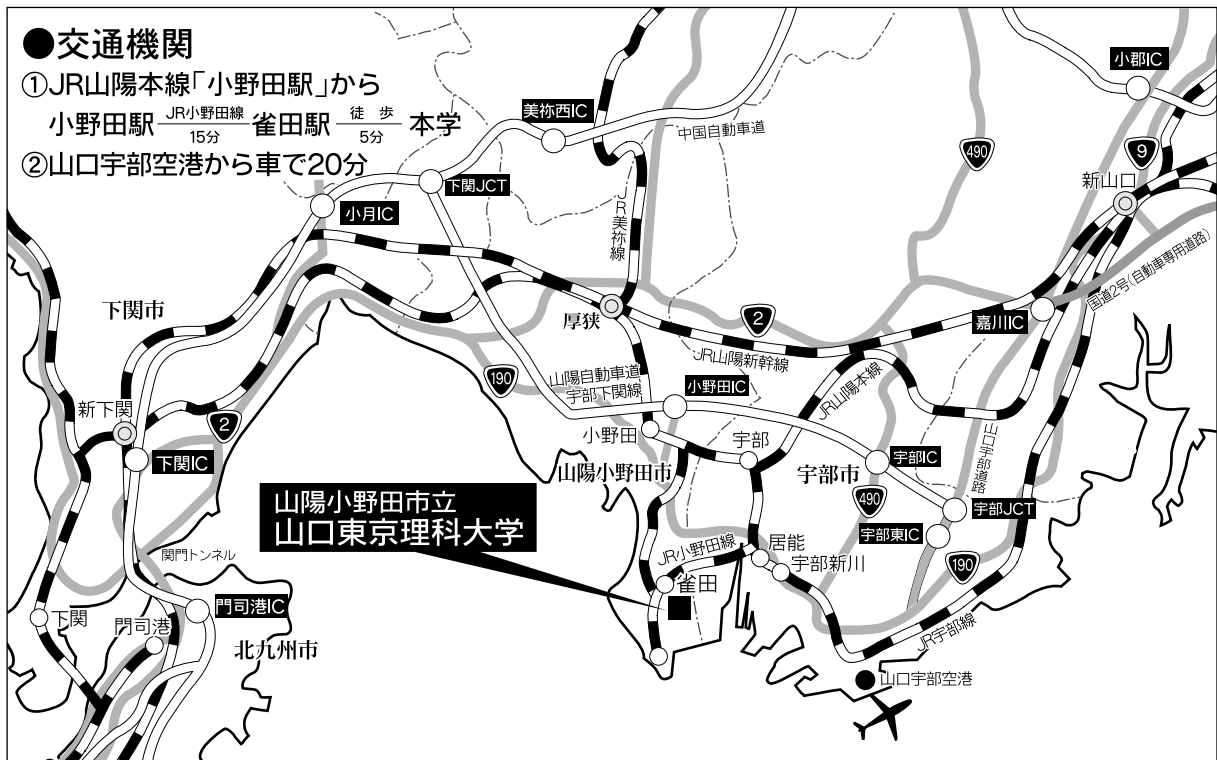 ●交通機関
①JR山陽本線「小野田駅」から
小野田駅 JR小野田線 15分 雀田駅 徒歩 5分 本学
②山口宇部空港から車で20分
小郡IC
美祢西IC
中国自動車道
490
9
新山口
下関JCT
小月IC
JR美祢線
国道2号(自動車専用道路)
下関市
厚狭
2
嘉川IC
JR山陽新幹線
190
山陽自動車道
宇部下関線
小野田IC
JR山陽本線
新下関
2
小野田
宇部
山口宇部道路
下関IC
山陽小野田市
宇部市
宇部IC
490
宇部JCT
山陽小野田市立
山口東京理科大学
宇部東IC
関門トンネル
JR小野田線
居能
宇部新川
190
雀田
下関
門司港
門司港IC
北九州市
JR宇部線
山口宇部空港